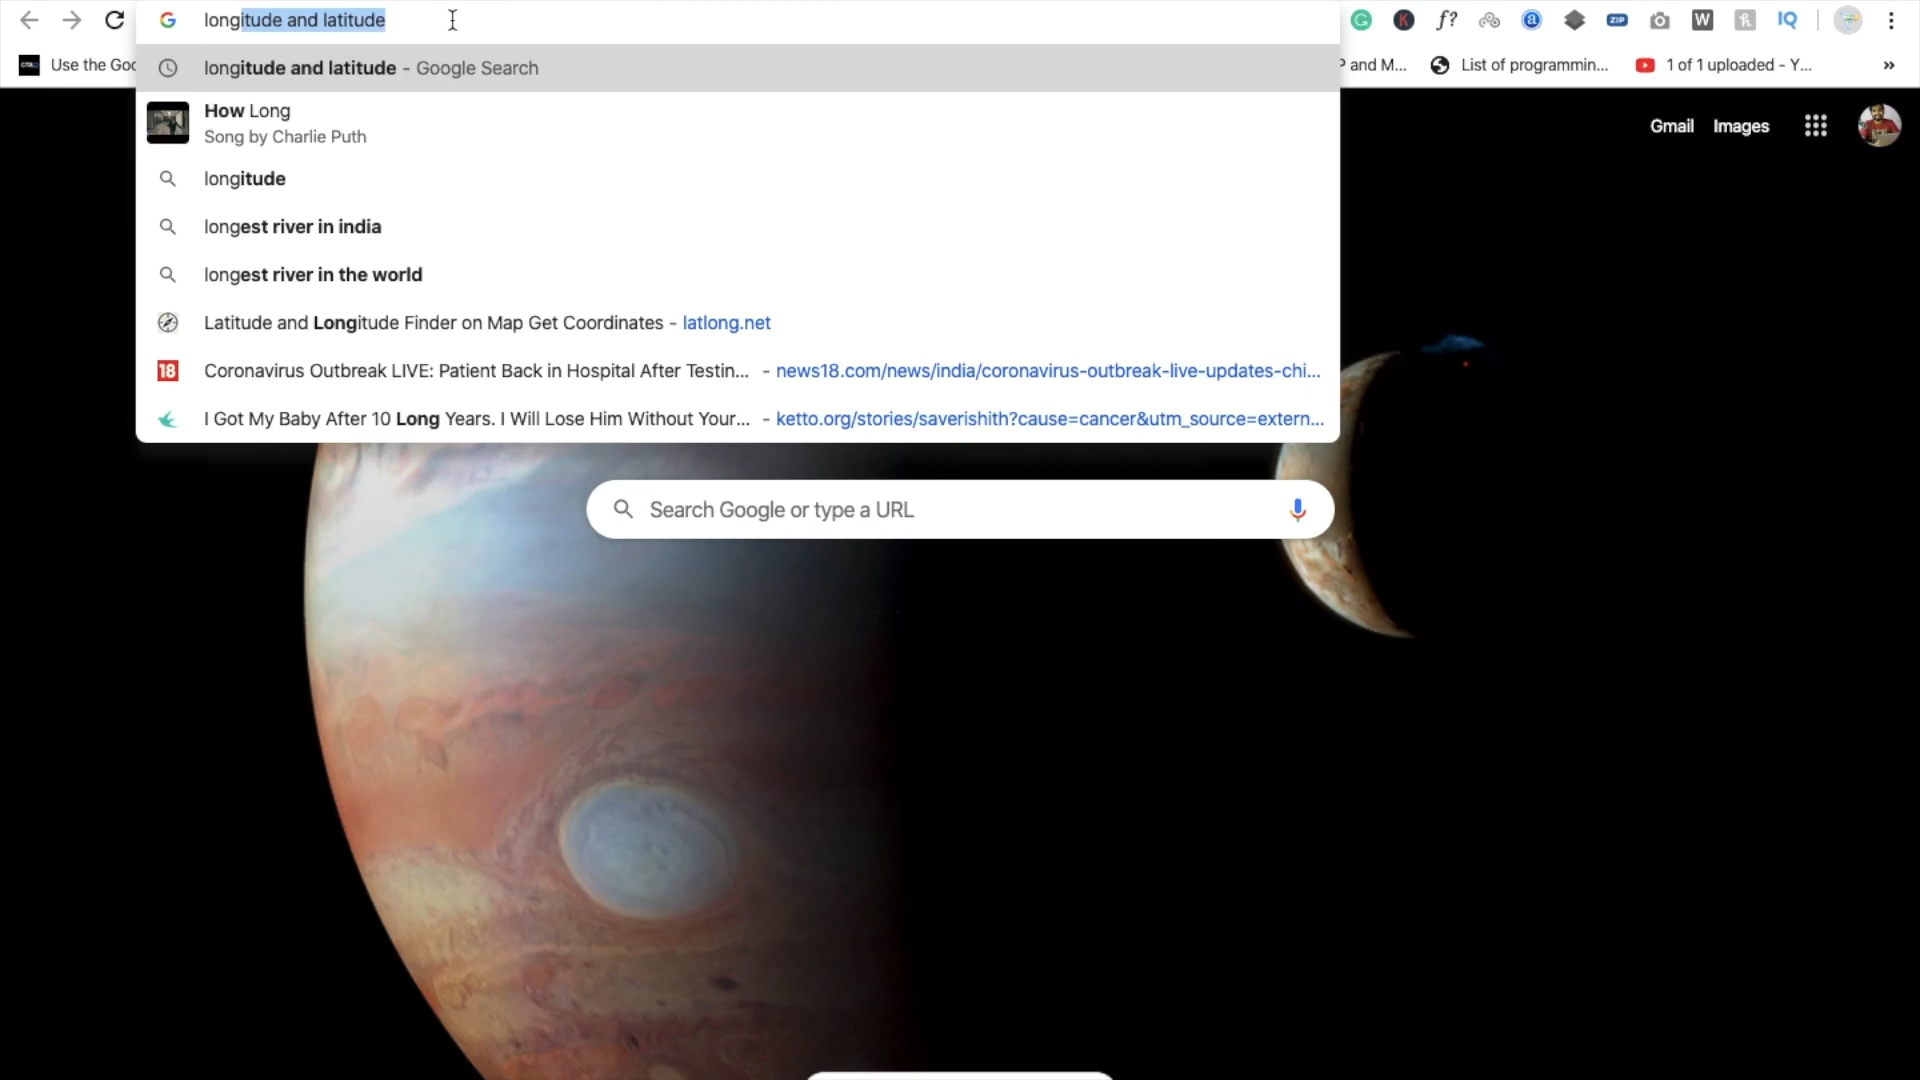 longitude and latitude
Use the Goo
P and M...
List of programmin...
1 of 1 uploaded - Y...
»
longitude and latitude - Google Search
How Long
Song by Charlie Puth
longitude
longest river in india
longest river in the world
Latitude and Longitude Finder on Map Get Coordinates - latlong.net
18 Coronavirus Outbreak LIVE: Patient Back in Hospital After Testin... - news18.com/news/india/coronavirus-outbreak-live-updates-chi...
I Got My Baby After 10 Long Years. I Will Lose Him Without Your... - ketto.org/stories/saverishith?cause=cancer&utm_source=extern...
Gmail Images
Search Google or type a URL
G K f? a ZIP W h IQ